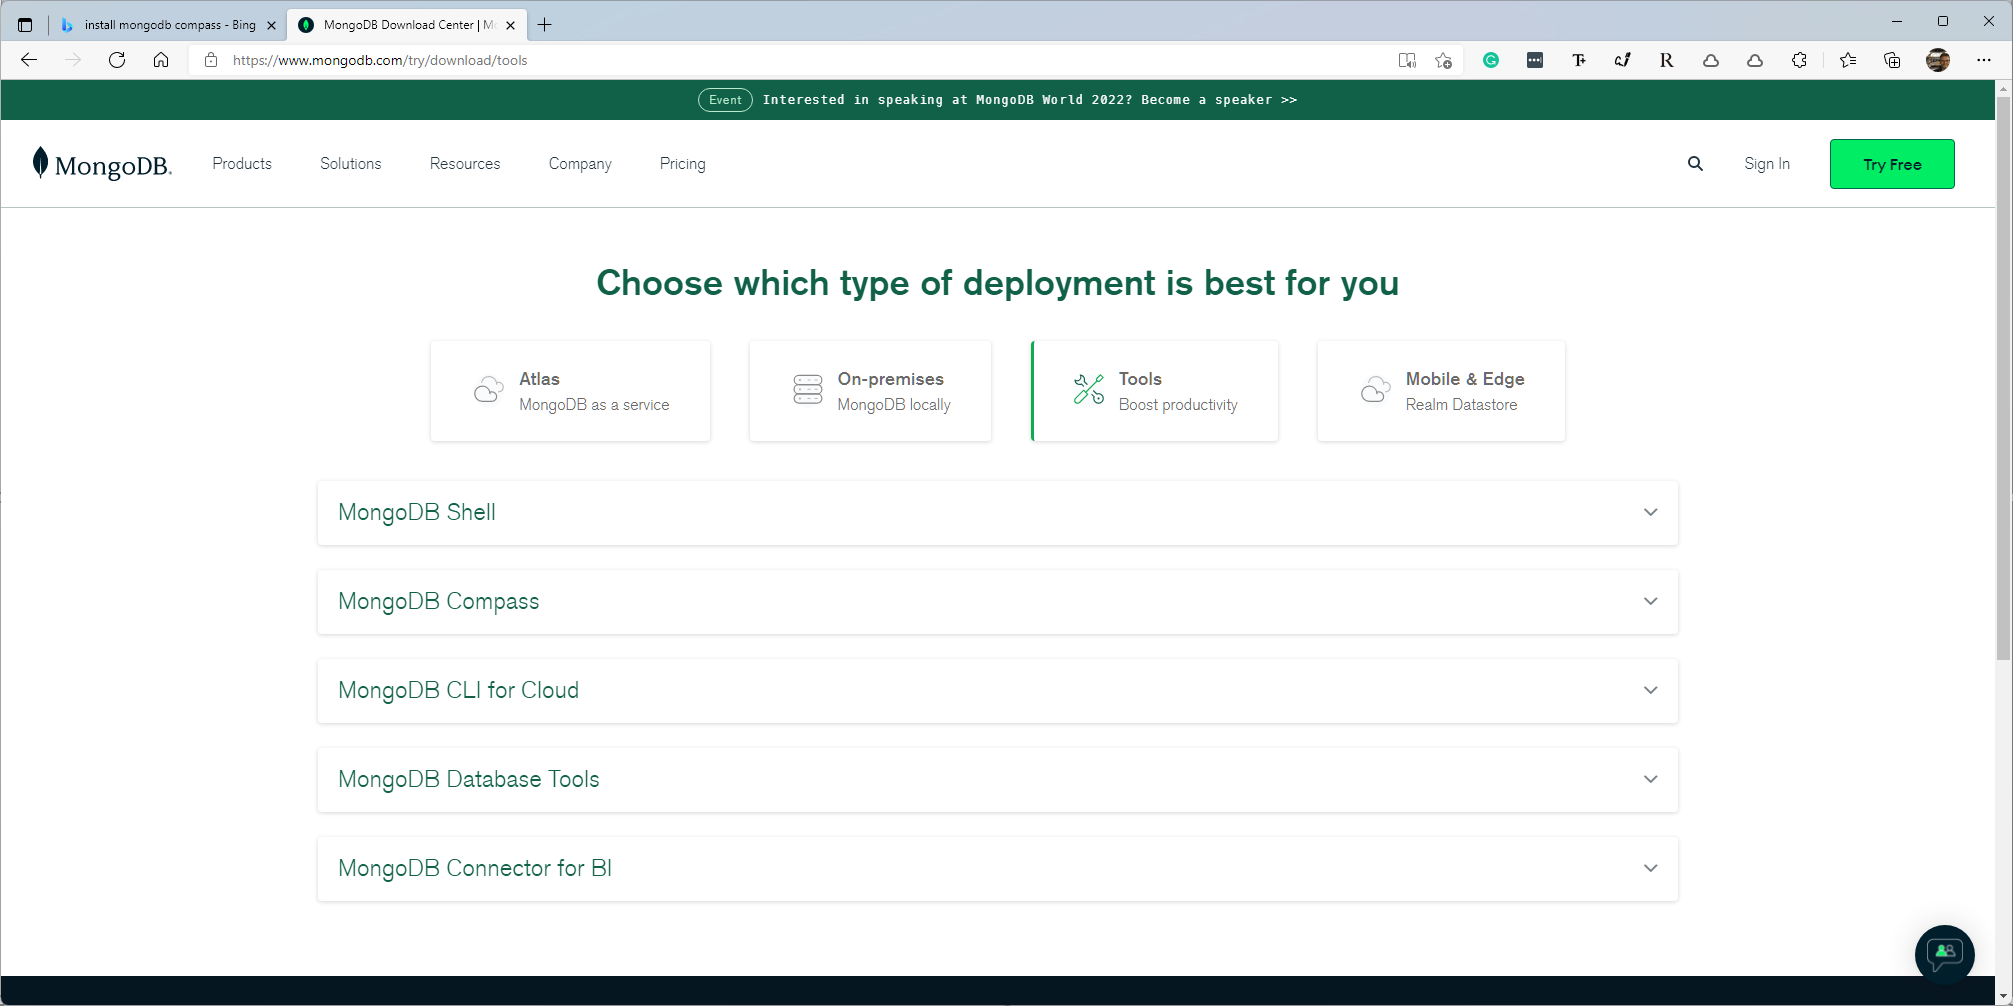 install mongodb compass - Bing
MongoDB Download Center | Mo
https://www.mongodb.com/try/download/tools
Event Interested in speaking at MongoDB World 2022? Become a speaker >>
MongoDB. Products Solutions Resources Company Pricing Sign In Try Free
Choose which type of deployment is best for you
Atlas
MongoDB as a service
On-premises
MongoDB locally
Tools
Boost productivity
Mobile & Edge
Realm Datastore
MongoDB Shell
MongoDB Compass
MongoDB CLI for Cloud
MongoDB Database Tools
MongoDB Connector for BI